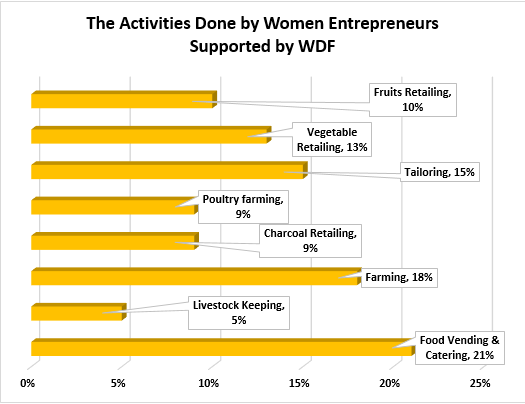 The Activities Done by Women Entrepreneurs
Supported by WDF
Fruits Retailing,
10%
Vegetable
Retailing, 13%
Tailoring, 15%
Poultry farming,
9%
Charcoal Retailing,
9%
Farming, 18%
Livestock Keeping,
5%
Food Vending &
Catering, 21%
0% 5% 10% 15% 20% 25%